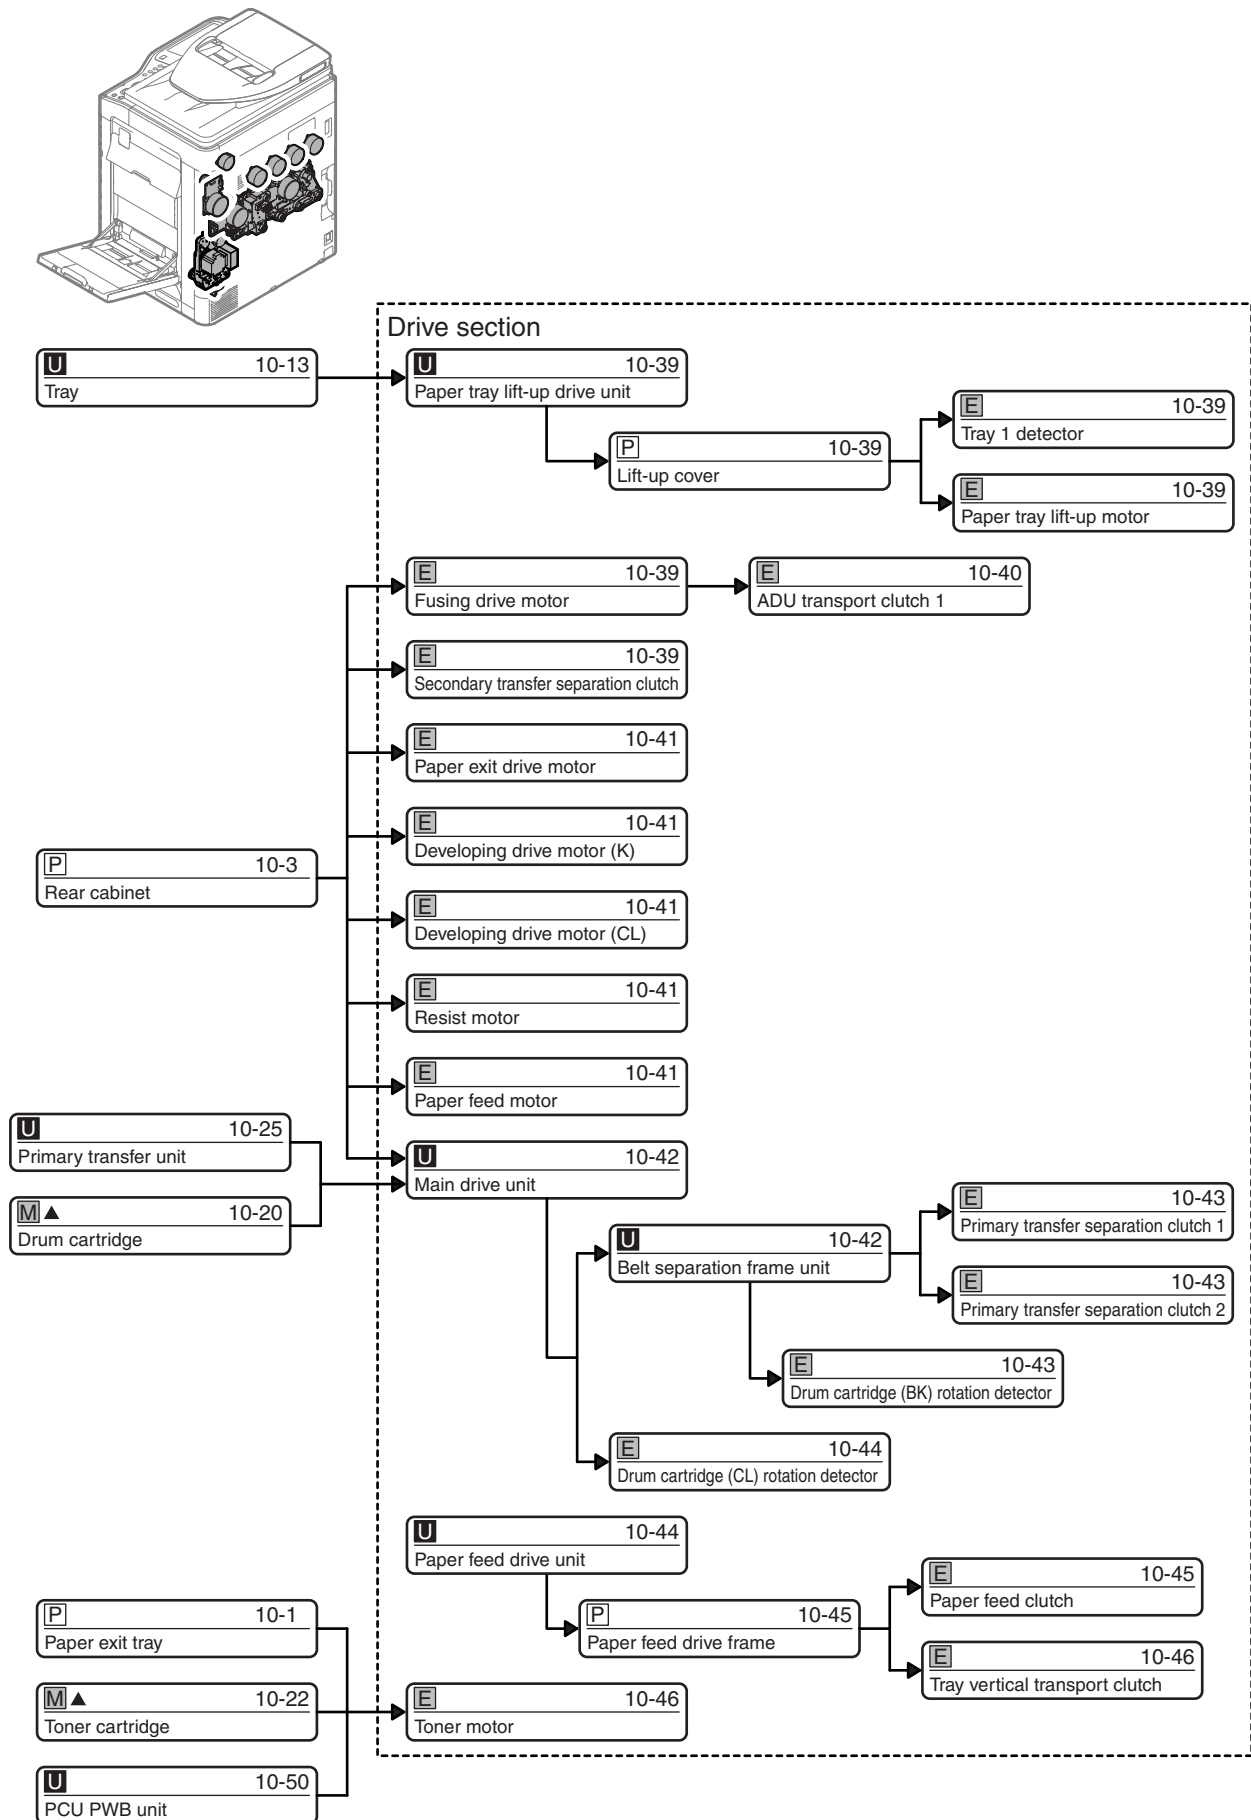 Drive section
U 10-13
Tray
U 10-39
Paper tray lift-up drive unit
P 10-39
Lift-up cover
E 10-39
Tray 1 detector
E 10-39
Paper tray lift-up motor
E 10-39
Fusing drive motor
E 10-40
ADU transport clutch 1
E 10-39
Secondary transfer separation clutch
E 10-41
Paper exit drive motor
E 10-41
Developing drive motor (K)
P 10-3
Rear cabinet
E 10-41
Developing drive motor (CL)
E 10-41
Resist motor
E 10-41
Paper feed motor
U 10-25
Primary transfer unit
U 10-42
Main drive unit
M ▲ 10-20
Drum cartridge
U 10-42
Belt separation frame unit
E 10-43
Primary transfer separation clutch 1
E 10-43
Primary transfer separation clutch 2
E 10-43
Drum cartridge (BK) rotation detector
E 10-44
Drum cartridge (CL) rotation detector
U 10-44
Paper feed drive unit
P 10-45
Paper feed drive frame
E 10-45
Paper feed clutch
E 10-46
Tray vertical transport clutch
P 10-1
Paper exit tray
M ▲ 10-22
Toner cartridge
E 10-46
Toner motor
U 10-50
PCU PWB unit